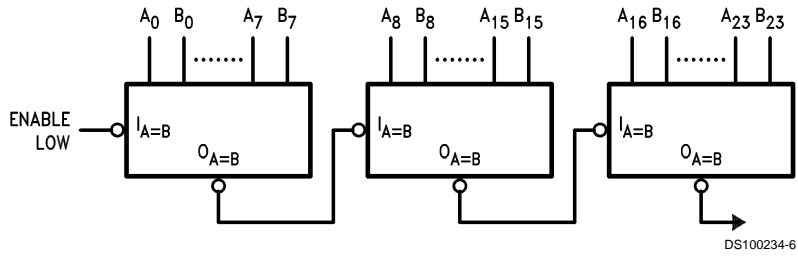 A0 B0 ........ A7 B7
A8 B8 ........ A15 B15
A16 B16 ........ A23 B23
ENABLE
LOW
IA=B
OA=B
IA=B
OA=B
IA=B
OA=B
DS100234-6